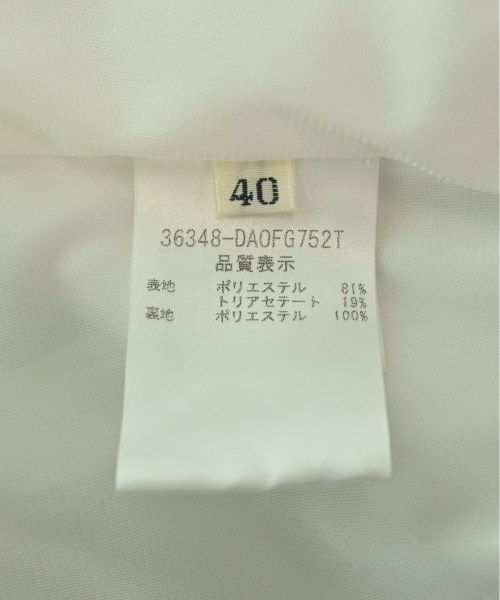 40
36348-DA0FG752T
品質表示
表地 ポリエステル 81%
トリアセテート 19%
裏地 ポリエステル 100%